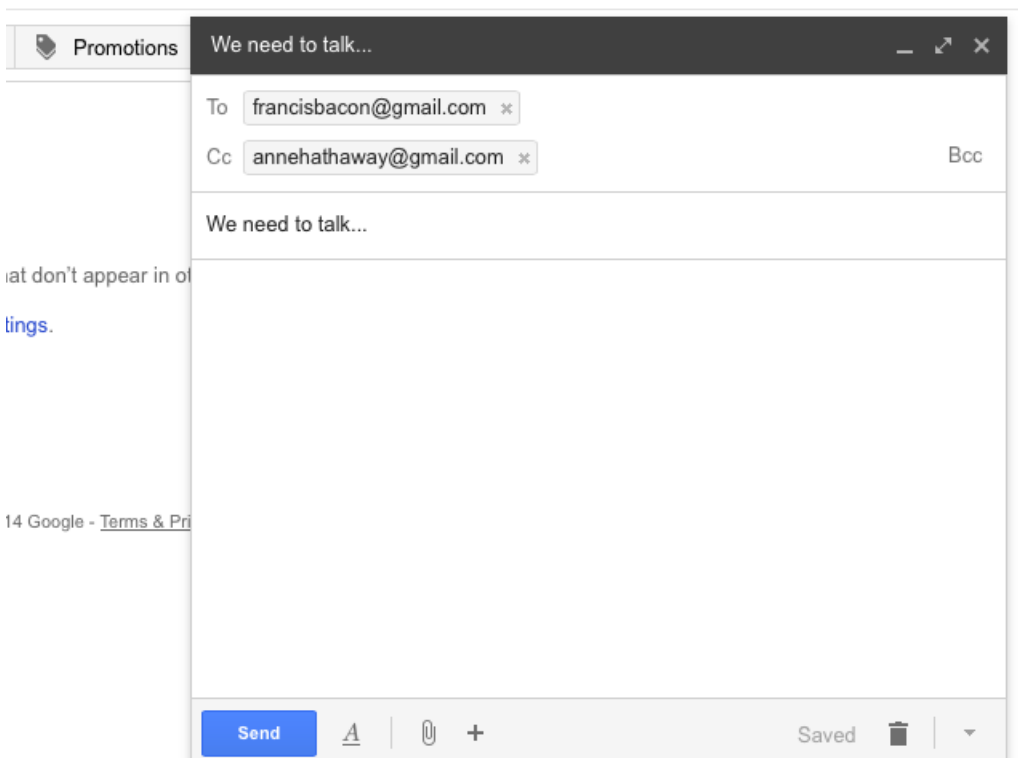 Promotions
We need to talk...
To francisbacon@gmail.com
Cc annehathaway@gmail.com Bcc
We need to talk...
at don't appear in
tings.
14 Google - Terms &
Send A Saved